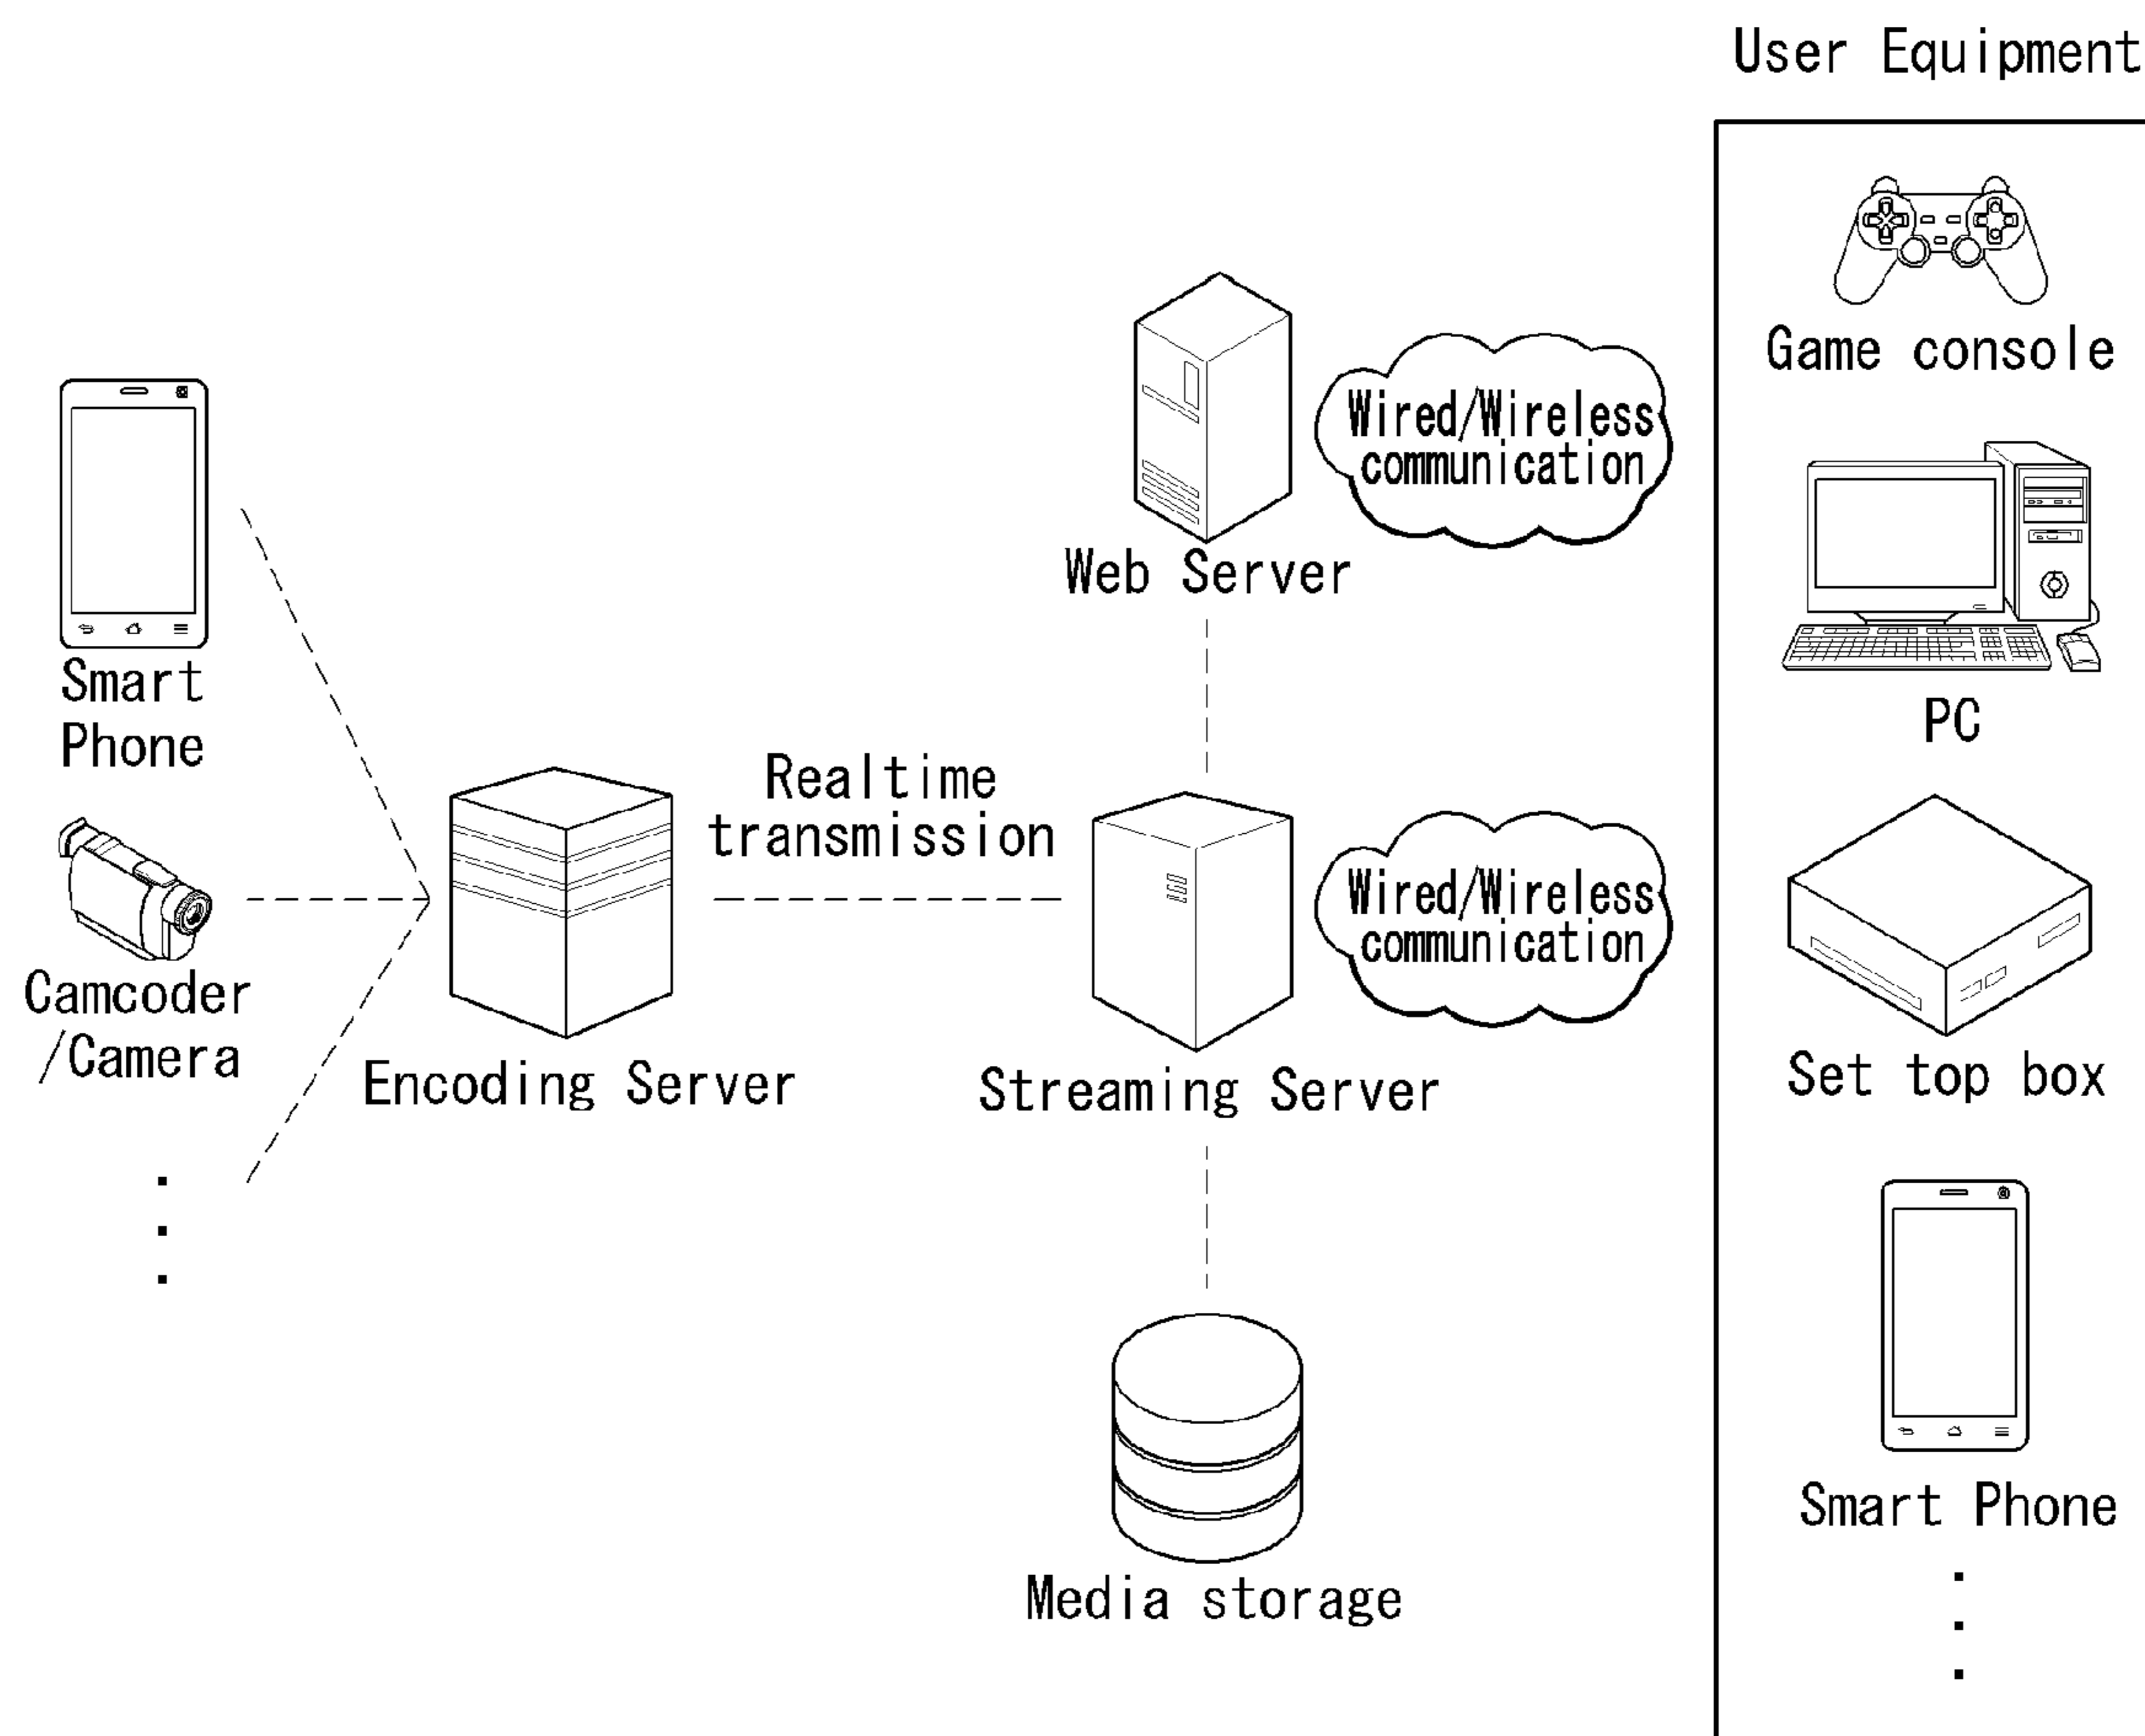 User Equipment
Game console
Wired/Wireless
communication
Web Server
Smart
Phone
PC
Realtime
transmission
Wired/Wireless
communication
Camcoder
/Camera
Encoding Server
Streaming Server
Set top box
Smart Phone
Media storage